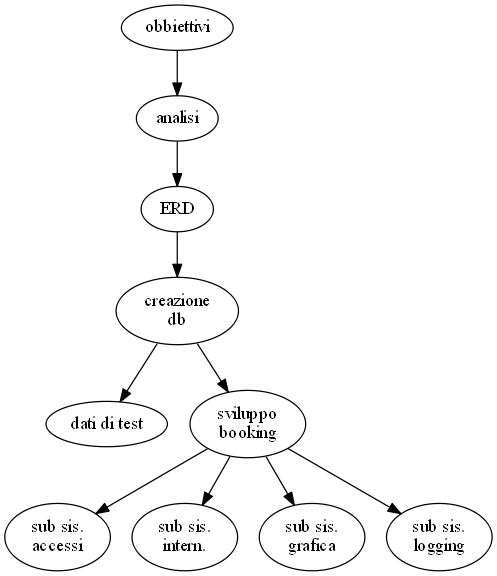 obbiettivi
analisi
ERD
creazione
db
dati di test
sviluppo
booking
sub sis.
accessi
sub sis.
intern.
sub sis.
grafica
sub sis.
logging